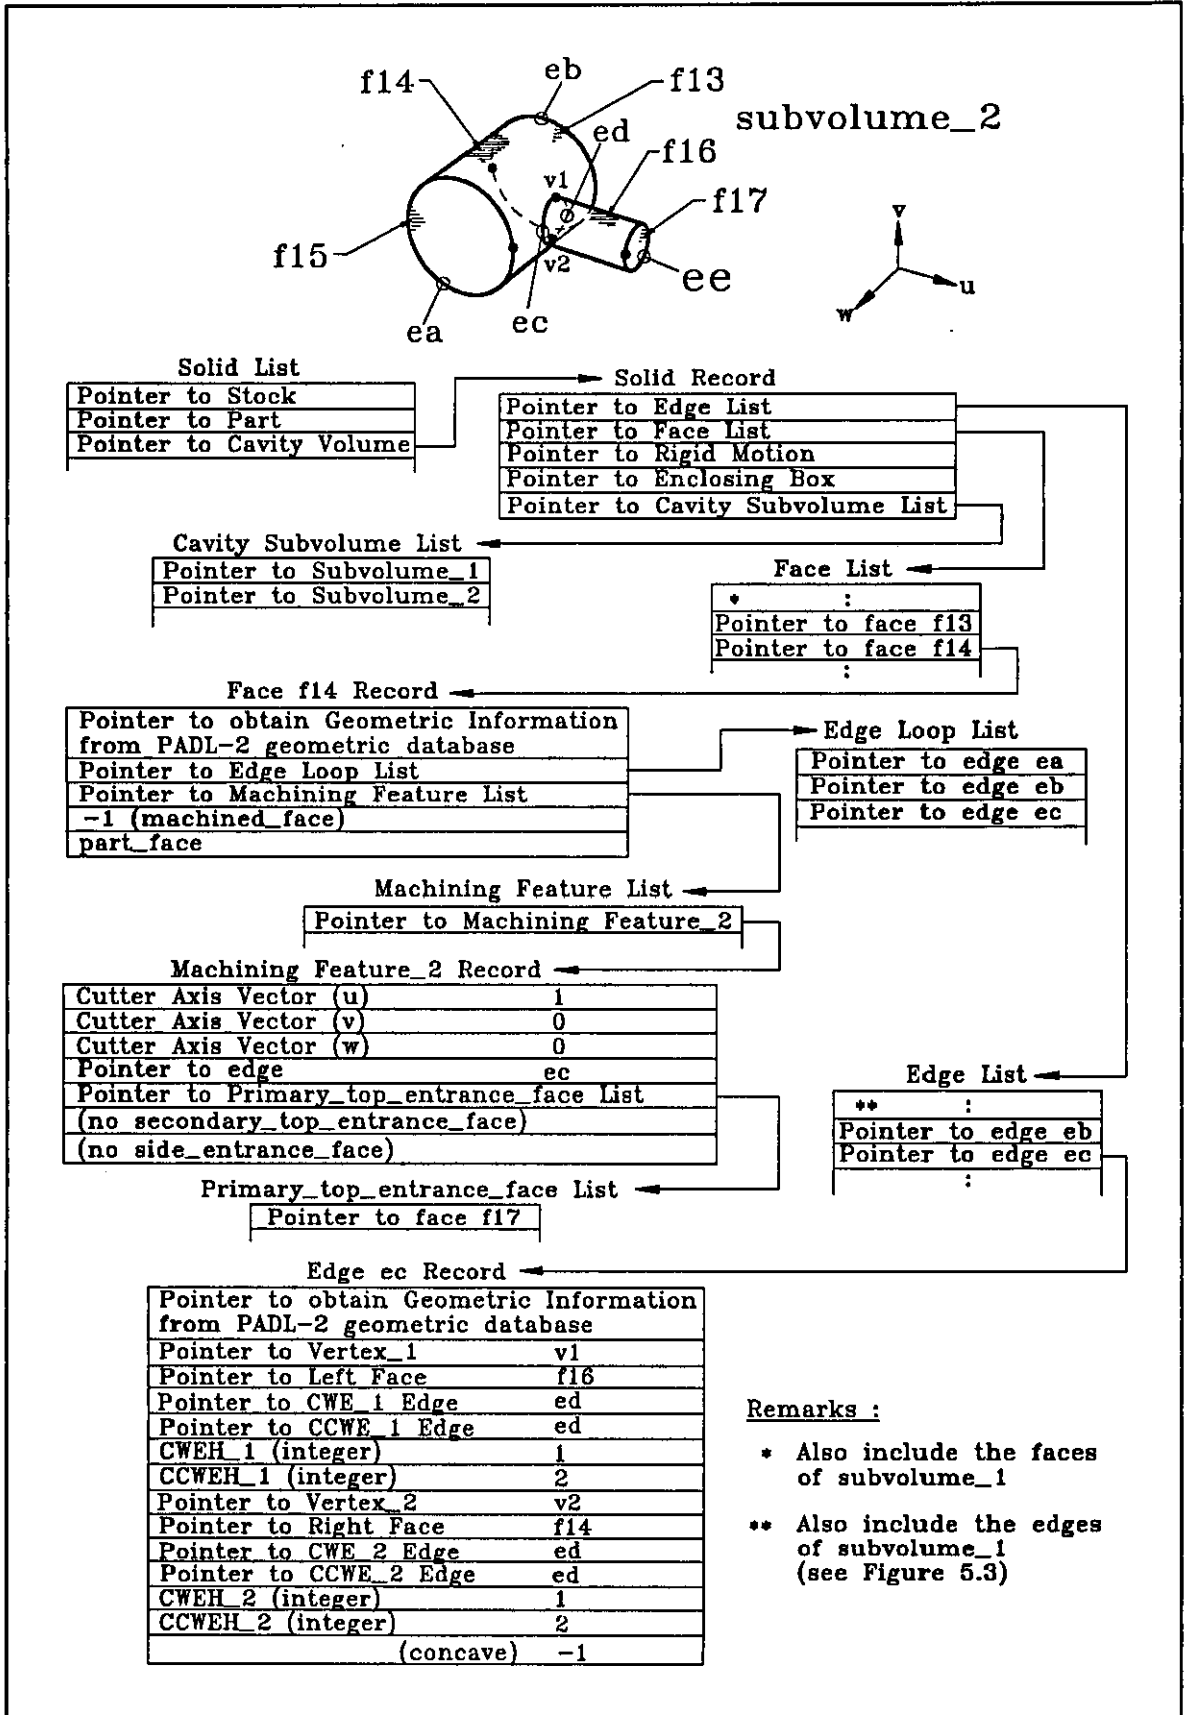 eb
f14
f13
subvolume_2
ed
f16
v1
f17
f15
v2
ee
ea
ec
v
u
w
Solid List
Pointer to Stock
Pointer to Part
Pointer to Cavity Volume
Solid Record
Pointer to Edge List
Pointer to Face List
Pointer to Rigid Motion
Pointer to Enclosing Box
Pointer to Cavity Subvolume List
Cavity Subvolume List
Pointer to Subvolume_1
Pointer to Subvolume_2
Face List
* :
Pointer to face f13
Pointer to face f14
:
Face f14 Record
Pointer to obtain Geometric Information
from PADL-2 geometric database
Pointer to Edge Loop List
Pointer to Machining Feature List
-1 (machined_face)
part_face
Edge Loop List
Pointer to edge ea
Pointer to edge eb
Pointer to edge ec
Machining Feature List
Pointer to Machining Feature_2
Machining Feature_2 Record
Cutter Axis Vector (u) 1
Cutter Axis Vector (v) 0
Cutter Axis Vector (w) 0
Pointer to edge ec
Pointer to Primary_top_entrance_face List
(no secondary_top_entrance_face)
(no side_entrance_face)
Edge List
** :
Pointer to edge eb
Pointer to edge ec
:
Primary_top_entrance_face List
Pointer to face f17
Edge ec Record
Pointer to obtain Geometric Information
from PADL-2 geometric database
Pointer to Vertex_1 v1
Pointer to Left Face f16
Pointer to CWE_1 Edge ed
Pointer to CCWE_1 Edge ed
CWEH_1 (integer) 1
CCWEH_1 (integer) 2
Pointer to Vertex_2 v2
Pointer to Right Face f14
Pointer to CWE_2 Edge ed
Pointer to CCWE_2 Edge ed
CWEH_2 (integer) 1
CCWEH_2 (integer) 2
(concave) -1
Remarks :
* Also include the faces
of subvolume_1
** Also include the edges
of subvolume_1
(see Figure 5.3)